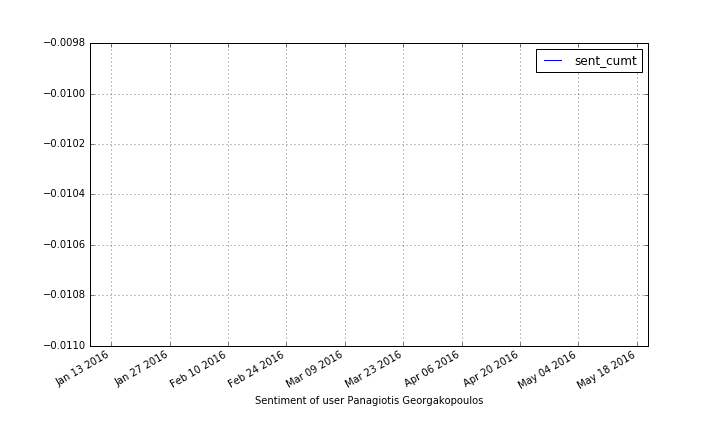 −0.0098
sent_cumt
−0.0100
−0.0102
−0.0104
−0.0106
−0.0108
−0.0110
Jan 13 2016
Jan 27 2016
Feb 10 2016
Feb 24 2016
Mar 09 2016
Mar 23 2016
Apr 06 2016
Apr 20 2016
May 04 2016
May 18 2016
Sentiment of user Panagiotis Georgakopoulos